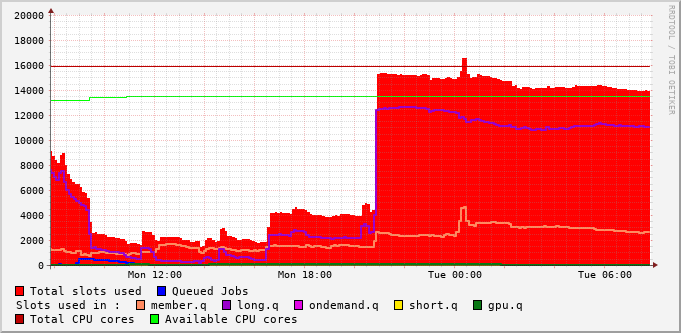 20000
18000
16000
14000
12000
10000
8000
6000
4000
2000
0
Mon 12:00 Mon 18:00 Tue 00:00 Tue 06:00
RRDTOOL / TOBI OETIKER
Total slots used Queued Jobs
Slots used in : member.q long.q ondemand.q short.q gpu.q
Total CPU cores Available CPU cores